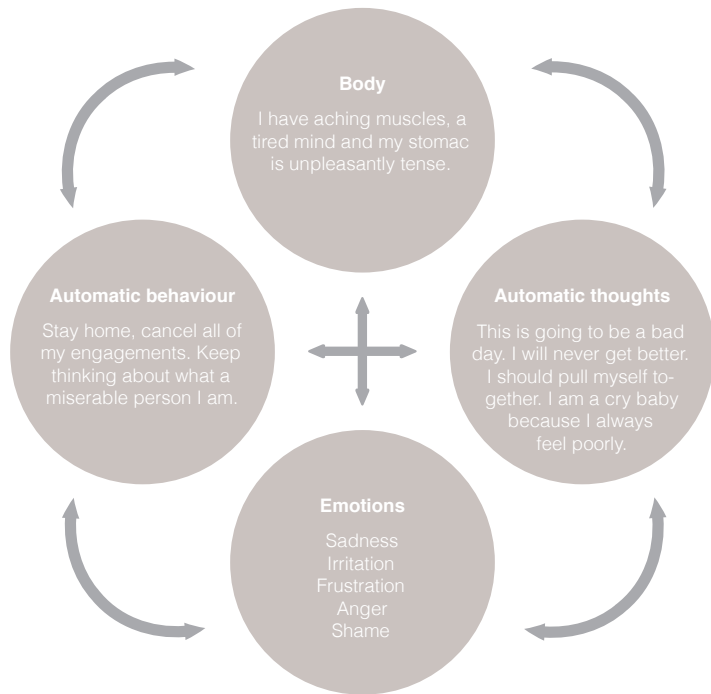 Body
I have aching muscles, a
tired mind and my stomac
is unpleasantly tense.
Automatic behaviour
Stay home, cancel all of
my engagements. Keep
thinking about what a
miserable person I am.
Automatic thoughts
This is going to be a bad
day. I will never get better.
I should pull myself to-
gether. I am a cry baby
because I always
feel poorly.
Emotions
Sadness
Irritation
Frustration
Anger
Shame